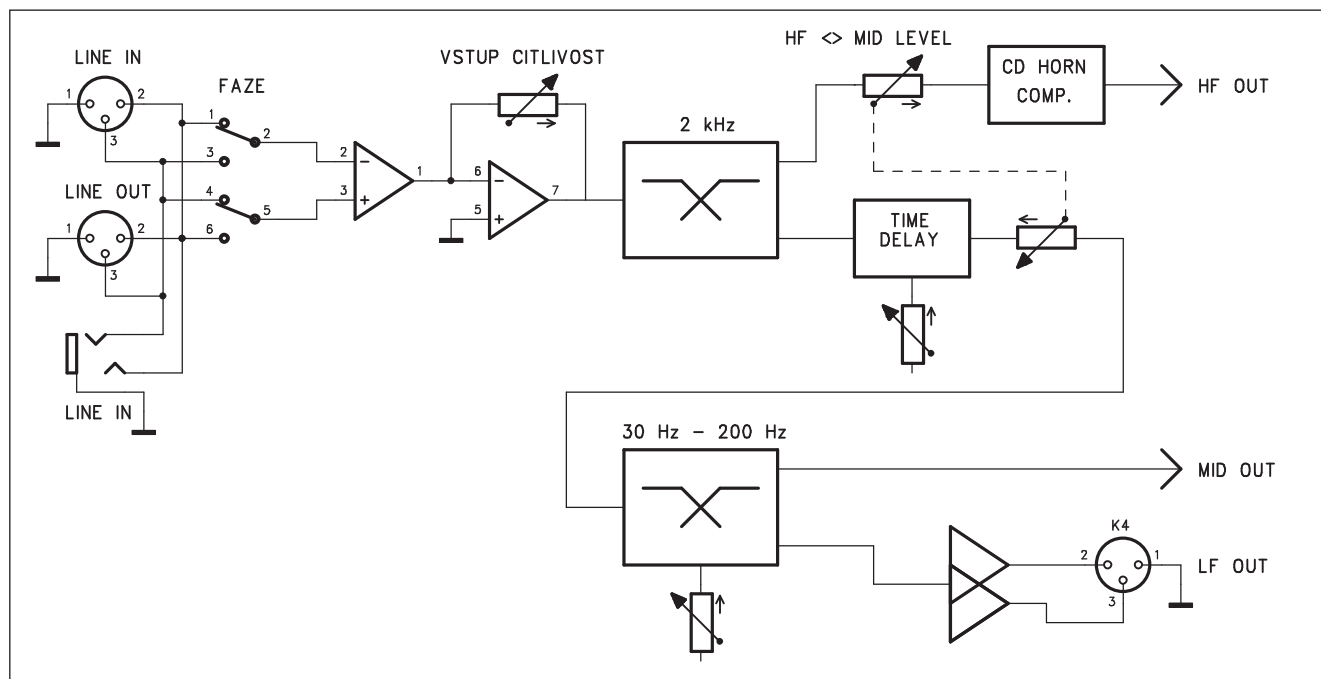 LINE IN
1
2
3
FAZE
1
2
3
4
5
6
LINE OUT
1
2
3
LINE IN
2
3
1
VSTUP CITLIVOST
6
5
7
2 kHz
HF <> MID LEVEL
CD HORN
COMP.
HF OUT
TIME
DELAY
30 Hz - 200 Hz
MID OUT
K4
2
1
3
LF OUT